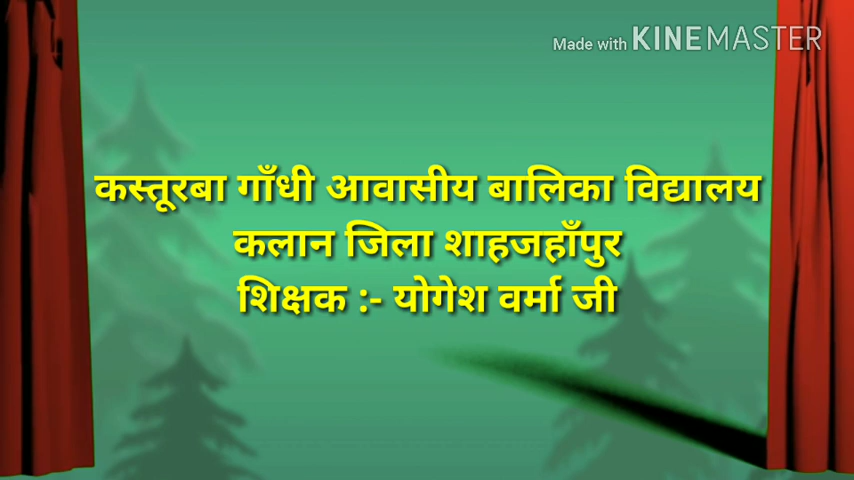 Made with KINEMASTER
कस्तूरबा गाँधी आवासीय बालिका विद्यालय
कलान जिला शाहजहाँपुर
शिक्षक :- योगेश वर्मा जी